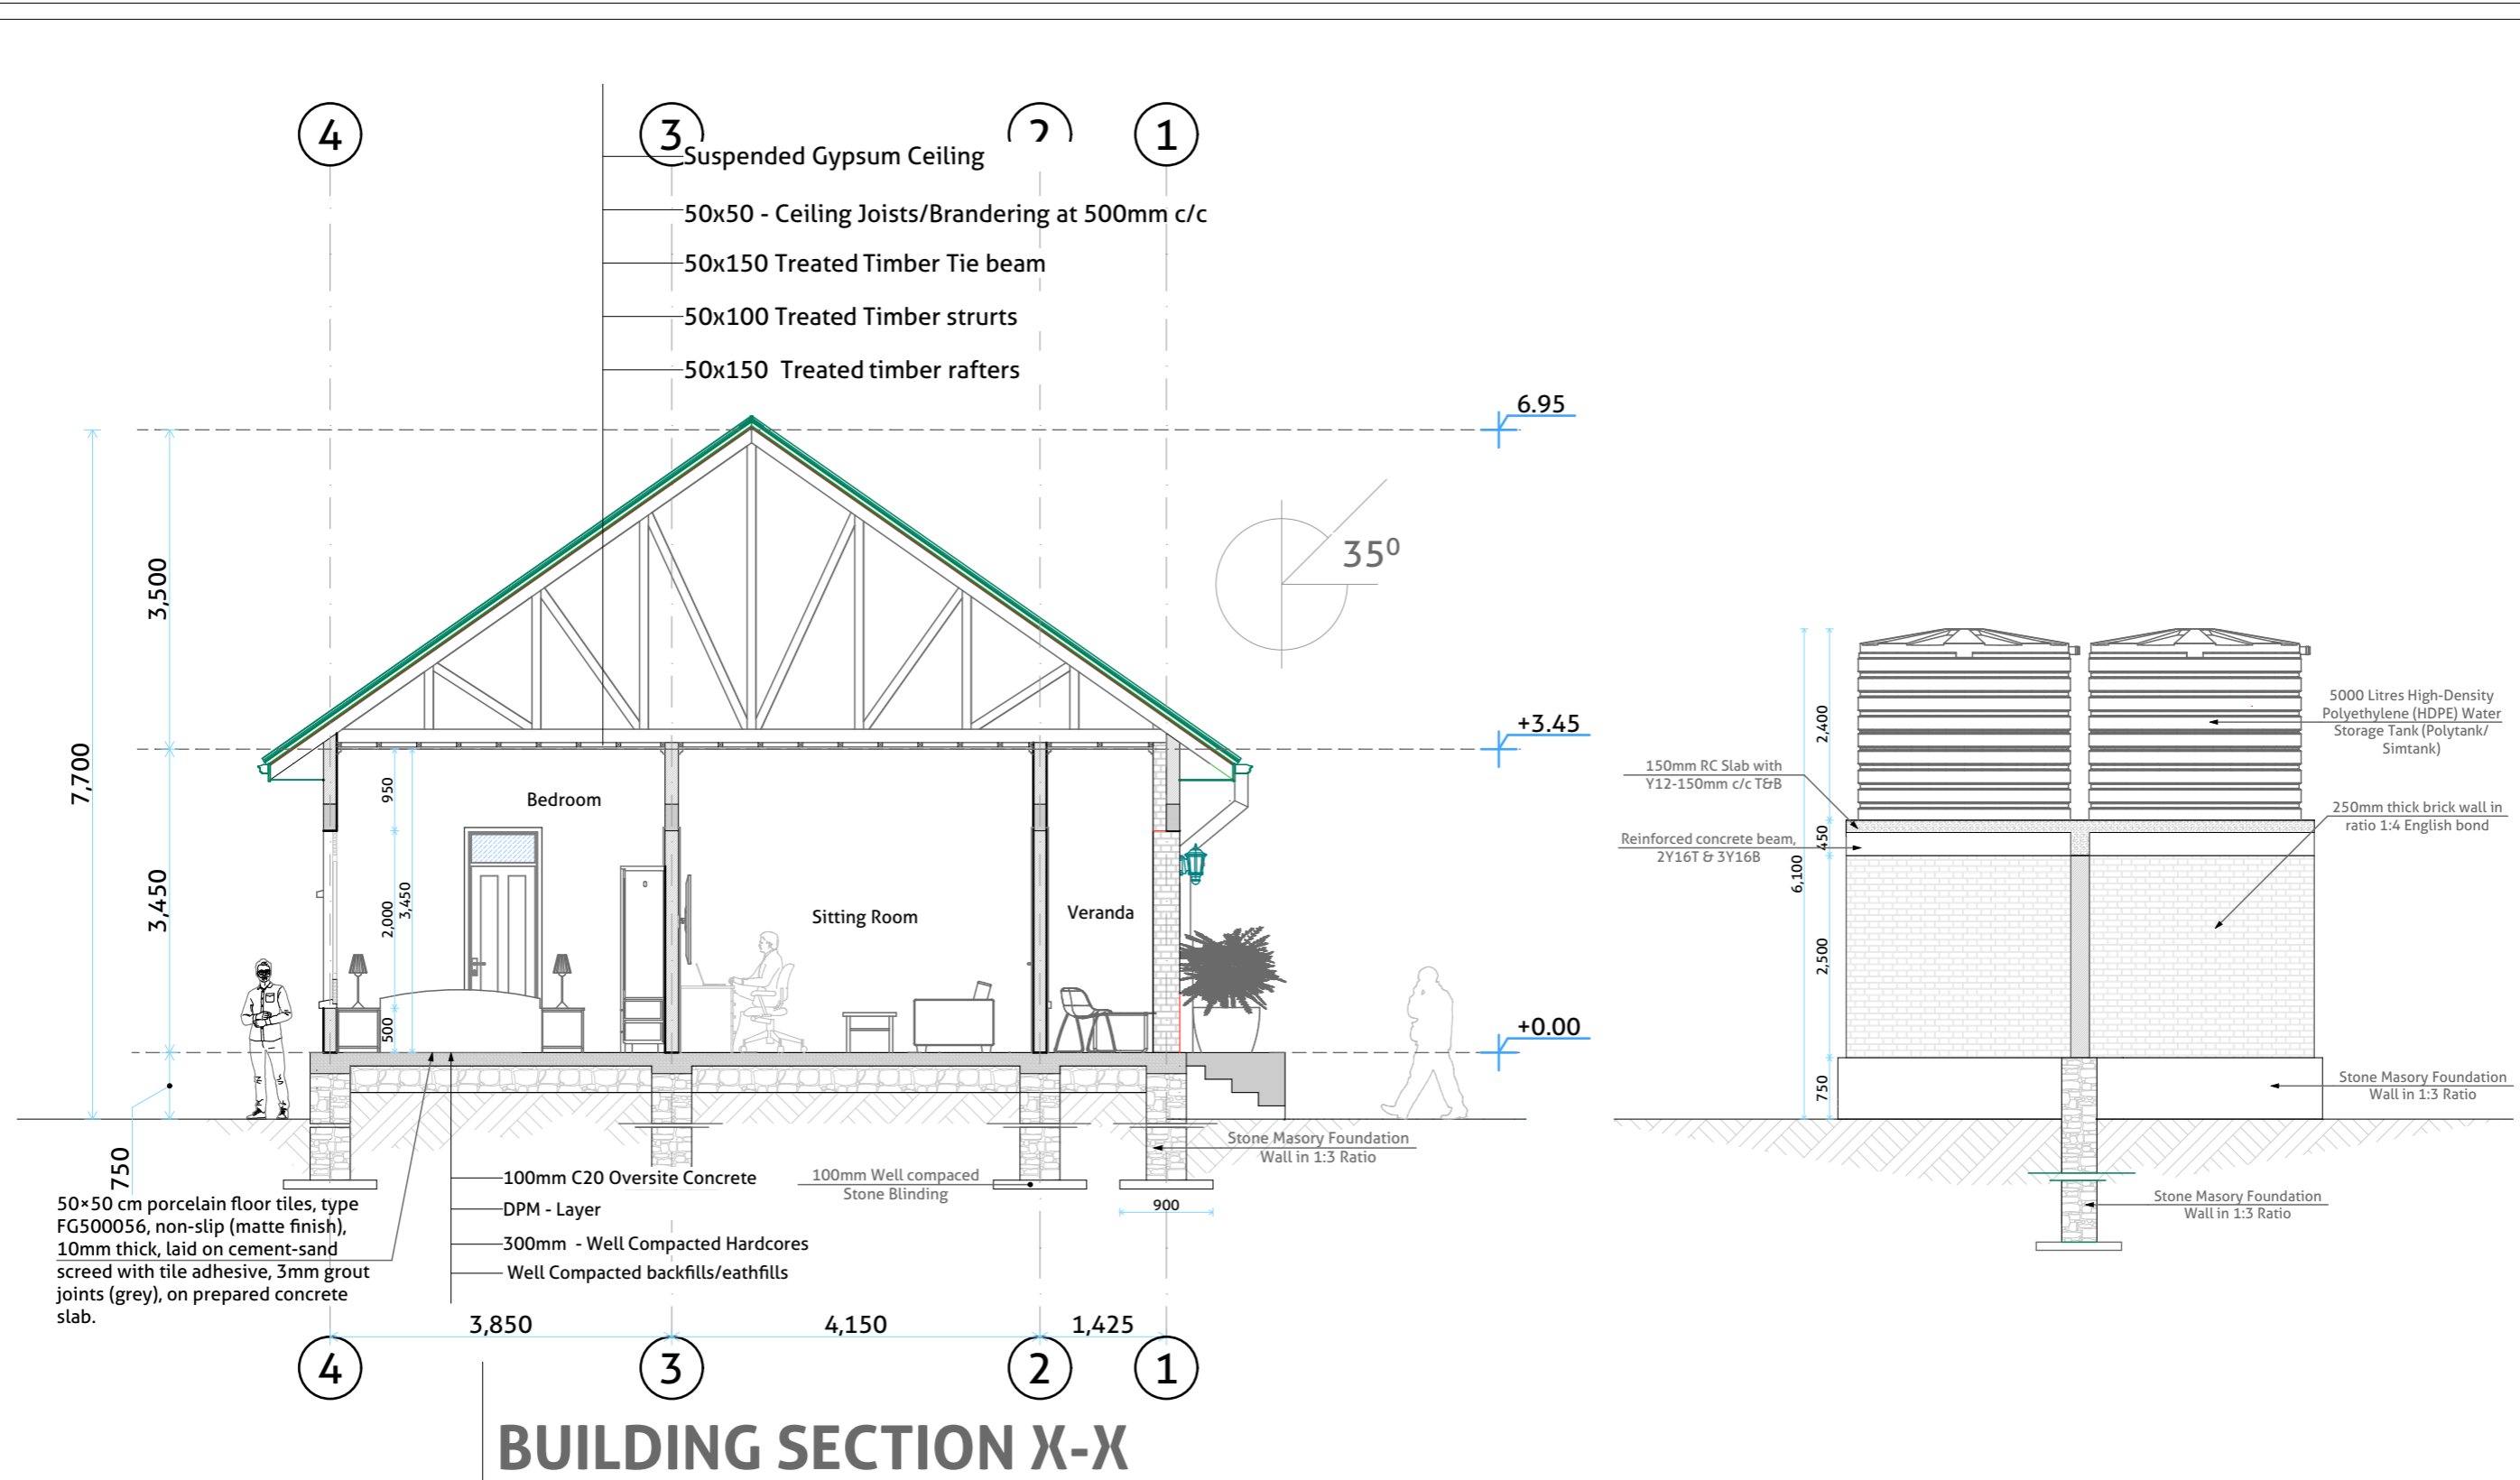 4
3
2
1
Suspended Gypsum Ceiling
50x50 - Ceiling Joists/Brandering at 500mm c/c
50x150 Treated Timber Tie beam
50x100 Treated Timber strurts
50x150 Treated timber rafters
6.95
+3.45
+0.00
35⁰
7,700
3,500
3,450
750
950
2,000
500
3,450
Bedroom
Sitting Room
Veranda
Stone Masory Foundation
Wall in 1:3 Ratio
100mm Well compaced
Stone Blinding
900
100mm C20 Oversite Concrete
DPM - Layer
300mm - Well Compacted Hardcores
Well Compacted backfills/eathfills
50×50 cm porcelain floor tiles, type
FG500056, non-slip (matte finish),
10mm thick, laid on cement-sand
screed with tile adhesive, 3mm grout
joints (grey), on prepared concrete
slab.
3,850
4,150
1,425
4
3
2
1
BUILDING SECTION X-X
6,100
2,400
450
2,500
750
150mm RC Slab with
Y12-150mm c/c T&B
Reinforced concrete beam,
2Y16T & 3Y16B
5000 Litres High-Density
Polyethylene (HDPE) Water
Storage Tank (Polytank/
Simtank)
250mm thick brick wall in
ratio 1:4 English bond
Stone Masory Foundation
Wall in 1:3 Ratio
Stone Masory Foundation
Wall in 1:3 Ratio